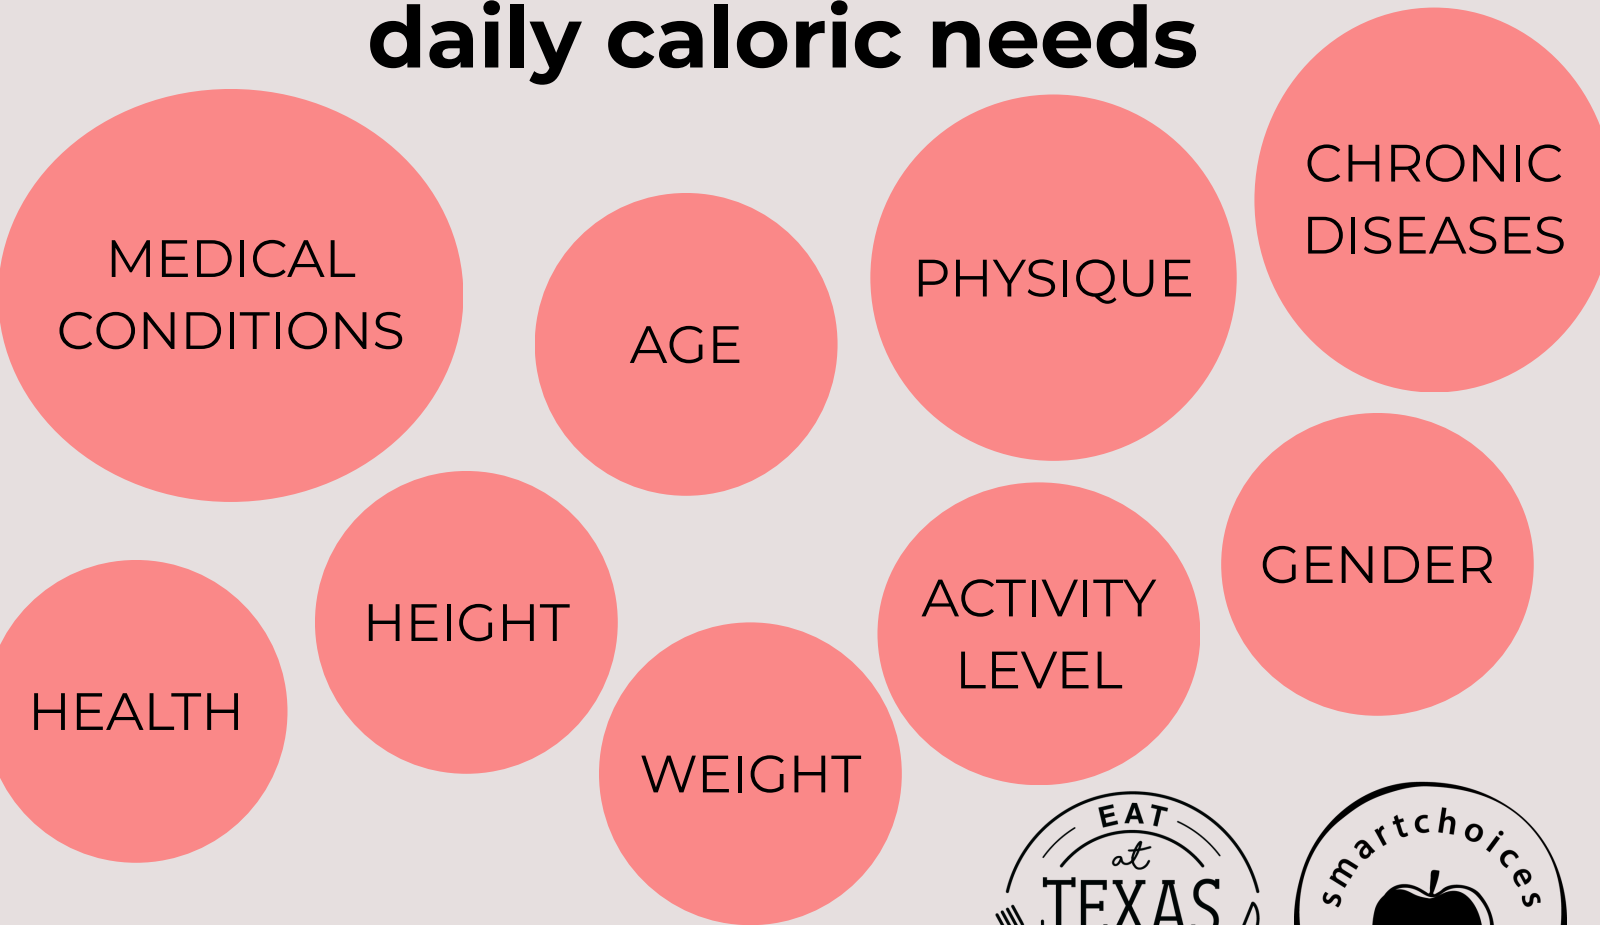 daily caloric needs
CHRONIC
DISEASES
MEDICAL
CONDITIONS
AGE
PHYSIQUE
HEALTH
HEIGHT
WEIGHT
ACTIVITY
LEVEL
GENDER
EAT
at
TEXAS
smartchoices